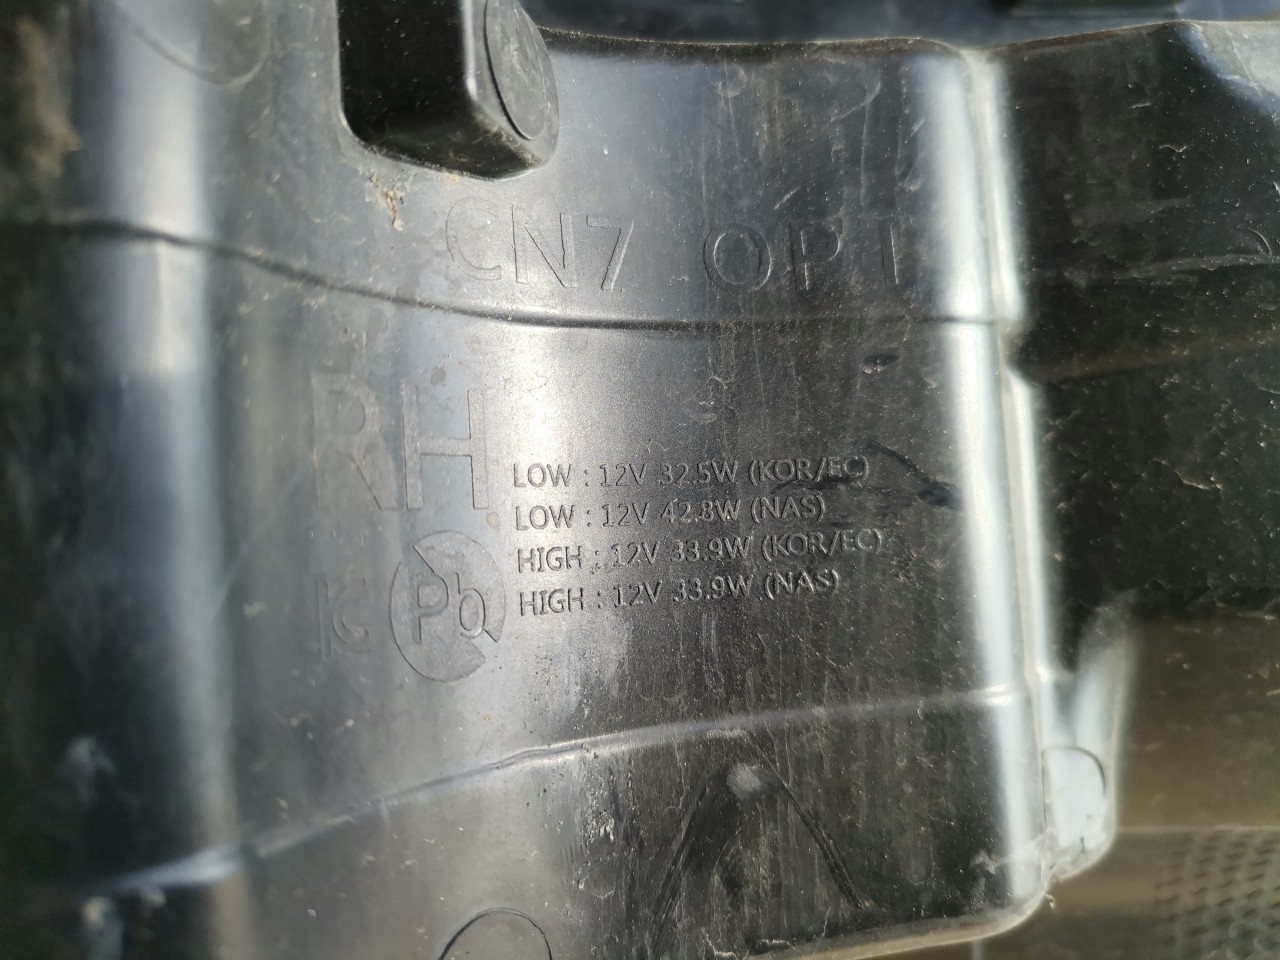 CN7 OPT
RH
LOW : 12V 32.5W (KOR/EC)
LOW : 12V 42.8W (NAS)
HIGH : 12V 33.9W (KOR/EC)
HIGH : 12V 33.9W (NAS)
Pb